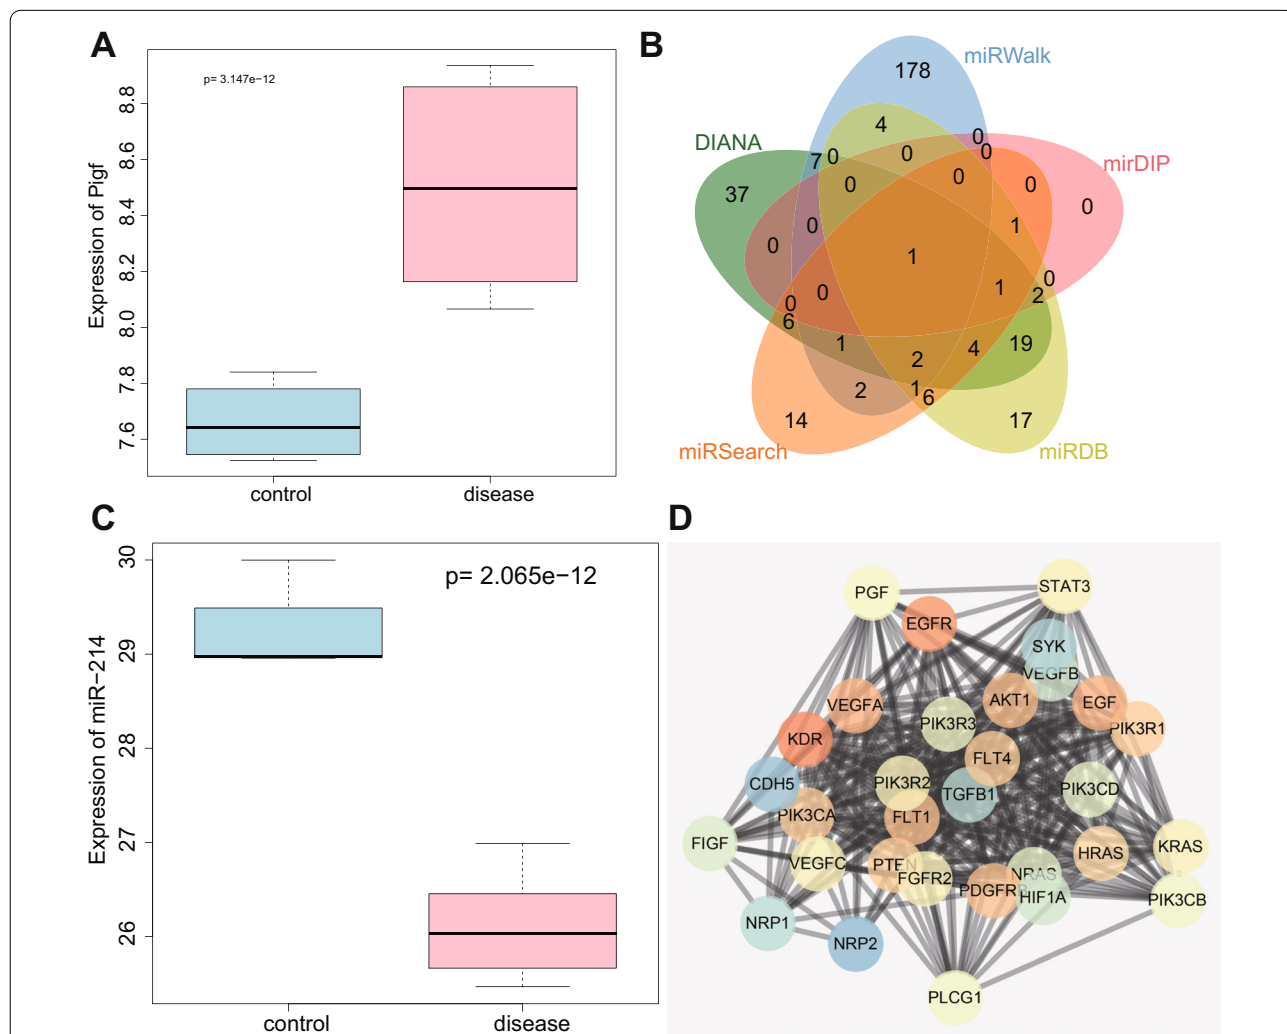 A
p= 3.147e−12
Expression of Plgf
8.8
8.6
8.4
8.2
8.0
7.8
7.6
control
disease
B
miRWalk
DIANA
mirDIP
miRSearch
miRDB
178
4
0
7
0
0
0
37
0
0
0
0
0
0
1
0
1
0
1
0
0
2
6
1
19
4
2
2
1
6
14
17
C
p= 2.065e−12
Expression of miR−214
30
29
28
27
26
control
disease
D
PGF
STAT3
EGFR
SYK
VEGFB
VEGFA
AKT1
EGF
PIK3R3
PIK3R1
KDR
FLT4
CDH5
PIK3R2
TGFB1
PIK3CD
PIK3CA
FLT1
FIGF
VEGFC
HRAS
KRAS
PTEN
FGFR2
NRAS
PDGFRB
HIF1A
PIK3CB
NRP1
NRP2
PLCG1